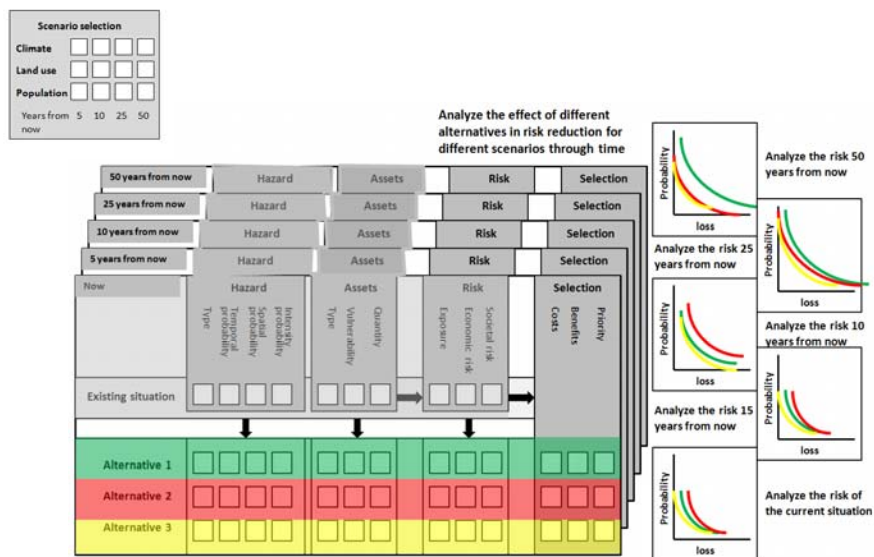 Scenario selection
Climate
Land use
Population
Years from now 5 10 25 50
Analyze the effect of different
alternatives in risk reduction for
different scenarios through time
50 years from now Hazard Assets Risk Selection
25 years from now Hazard Assets Risk Selection
10 years from now Hazard Assets Risk Selection
5 years from now Hazard Assets Risk Selection
Now Hazard Assets Risk Selection
Type
Temporal probability
Spatial probability
Intensity probability
Type
Vulnerability
Quantity
Exposure
Economic risk
Societal risk
Costs
Benefits
Priority
Existing situation
Alternative 1
Alternative 2
Alternative 3
Probability
loss
Analyze the risk 50
years from now
Probability
loss
Analyze the risk 25
years from now
Probability
loss
Analyze the risk 10
years from now
Probability
loss
Analyze the risk 15
years from now
Probability
loss
Analyze the risk of
the current situation